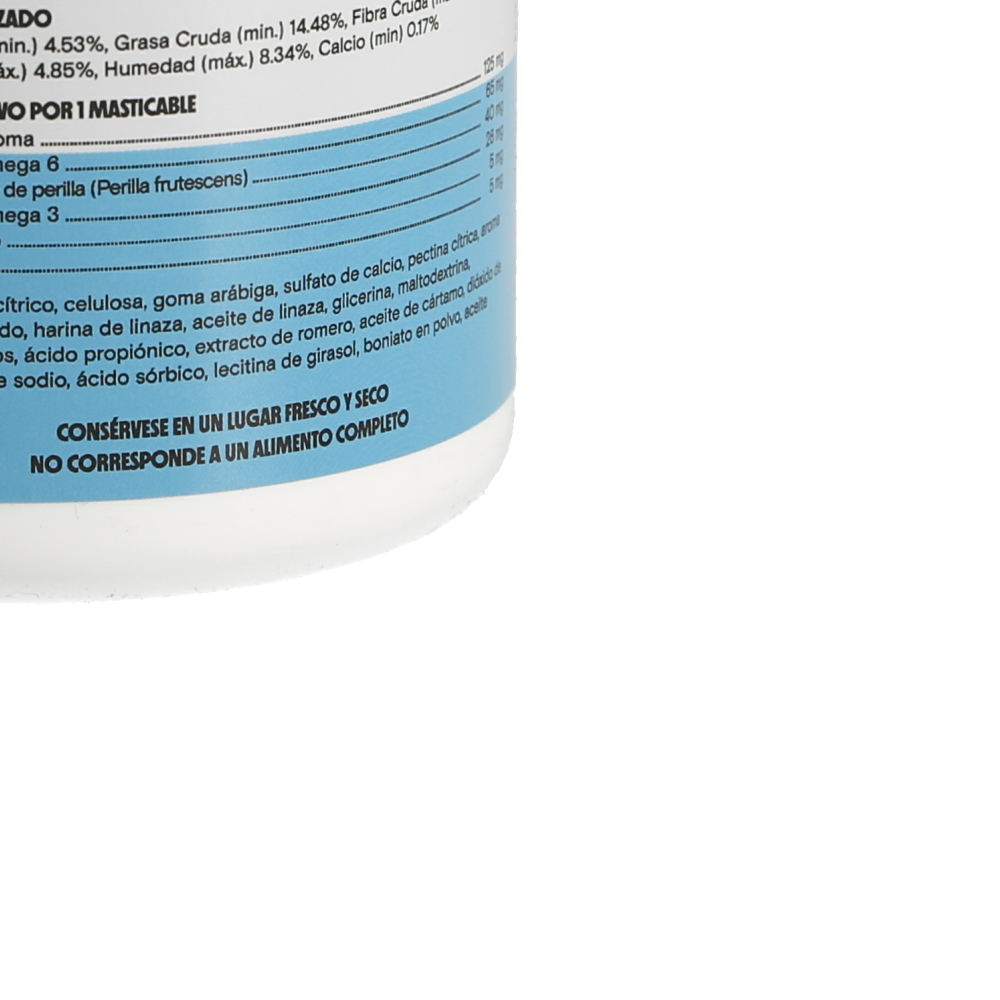 ZADO
nin.) 4.53%, Grasa Cruda (min.) 14.48%, Fibra Cruda
áx.) 4.85%, Humedad (máx.) 8.34%, Calcio (min) 0.17%
VO POR 1 MASTICABLE
oma 125 mg
ega 6 65 mg
de perilla (Perilla frutescens) 40 mg
ega 3 26 mg
5 mg
5 mg
cítrico, celulosa, goma arábiga, sulfato de calcio, pectina cítrica, aroma
do, harina de linaza, aceite de linaza, glicerina, maltodextrina,
os, ácido propiónico, extracto de romero, aceite de cártamo, dióxido de
e sodio, ácido sórbico, lecitina de girasol, boniato en polvo, aceite
CONSÉRVESE EN UN LUGAR FRESCO Y SECO
NO CORRESPONDE A UN ALIMENTO COMPLETO